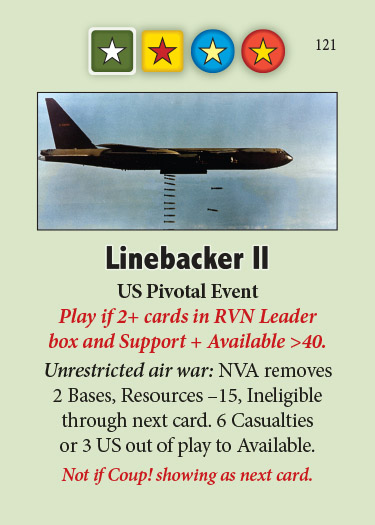 121
Linebacker II
US Pivotal Event
Play if 2+ cards in RVN Leader
box and Support + Available >40.
Unrestricted air war: NVA removes
2 Bases, Resources –15, Ineligible
through next card. 6 Casualties
or 3 US out of play to Available.
Not if Coup! showing as next card.